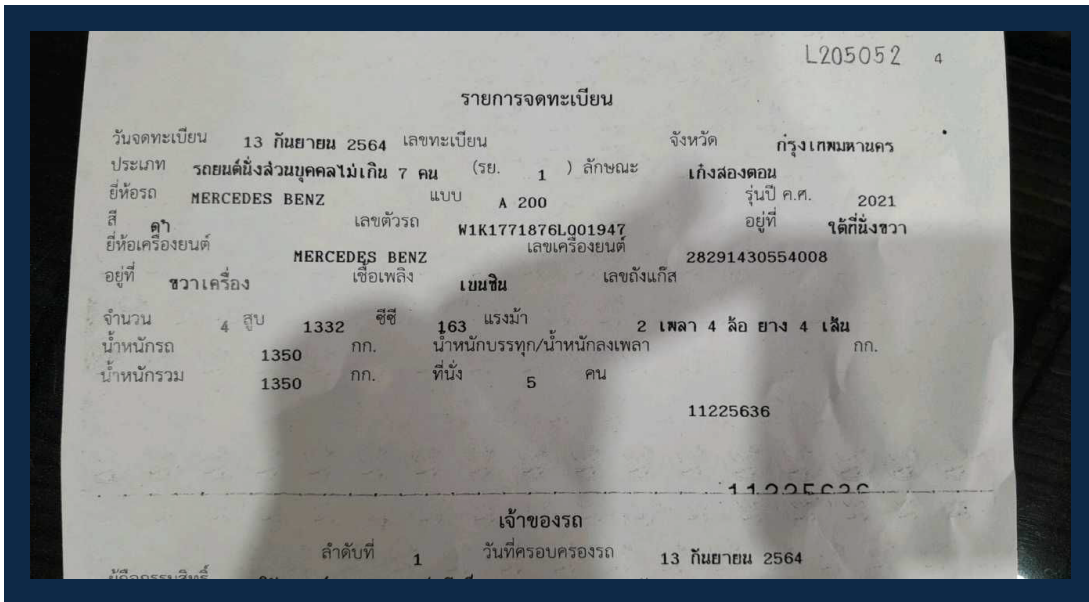 L205052 4
รายการจดทะเบียน
วันจดทะเบียน 13 กันยายน 2564 เลขทะเบียน จังหวัด กรุงเทพมหานคร
ประเภท รถยนต์นั่งส่วนบุคคลไม่เกิน 7 คน (รย. 1 ) ลักษณะ เก๋งสองตอน
ยี่ห้อรถ MERCEDES BENZ แบบ A 200 รุ่นปี ค.ศ. 2021
สี ดำ เลขตัวรถ W1K1771876L001947 อยู่ที่ ใต้ที่นั่งขวา
ยี่ห้อเครื่องยนต์ MERCEDES BENZ เลขเครื่องยนต์ 28291430554008
อยู่ที่ ขวาเครื่อง เชื้อเพลิง เบนซิน เลขถังแก๊ส
จำนวน 4 สูบ 1332 ซีซี 163 แรงม้า 2 เพลา 4 ล้อ ยาง 4 เส้น
น้ำหนักรถ 1350 กก. น้ำหนักบรรทุก/น้ำหนักลงเพลา กก.
น้ำหนักรวม 1350 กก. ที่นั่ง 5 คน
11225636
11225636
เจ้าของรถ
ลำดับที่ 1 วันที่ครอบครองรถ 13 กันยายน 2564
ผู้ถือกรรมสิทธิ์